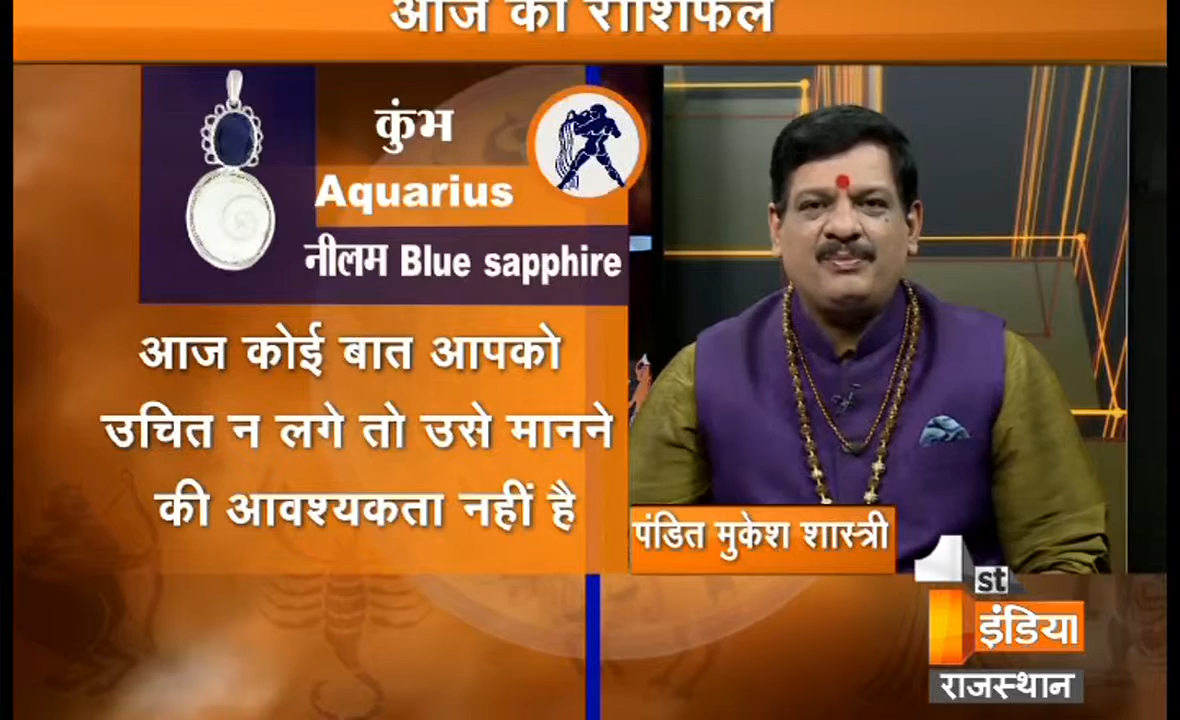 आज का राशिफल
कुंभ
Aquarius
नीलम Blue sapphire
आज कोई बात आपको
उचित न लगे तो उसे मानने
की आवश्यकता नहीं है
पंडित मुकेश शास्त्री
1st
इंडिया
राजस्थान